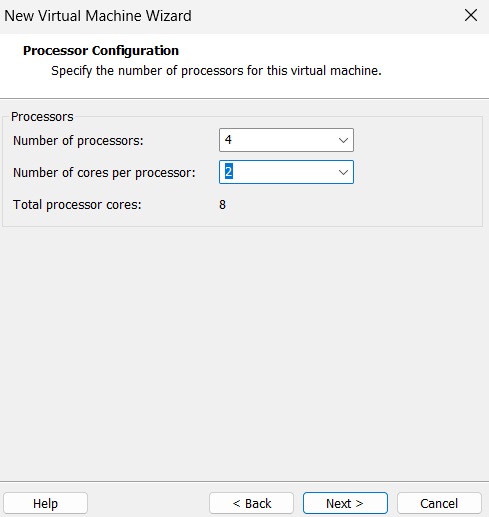 New Virtual Machine Wizard
Processor Configuration
Specify the number of processors for this virtual machine.
Processors
Number of processors: 4
Number of cores per processor: 2
Total processor cores: 8
Help < Back Next > Cancel